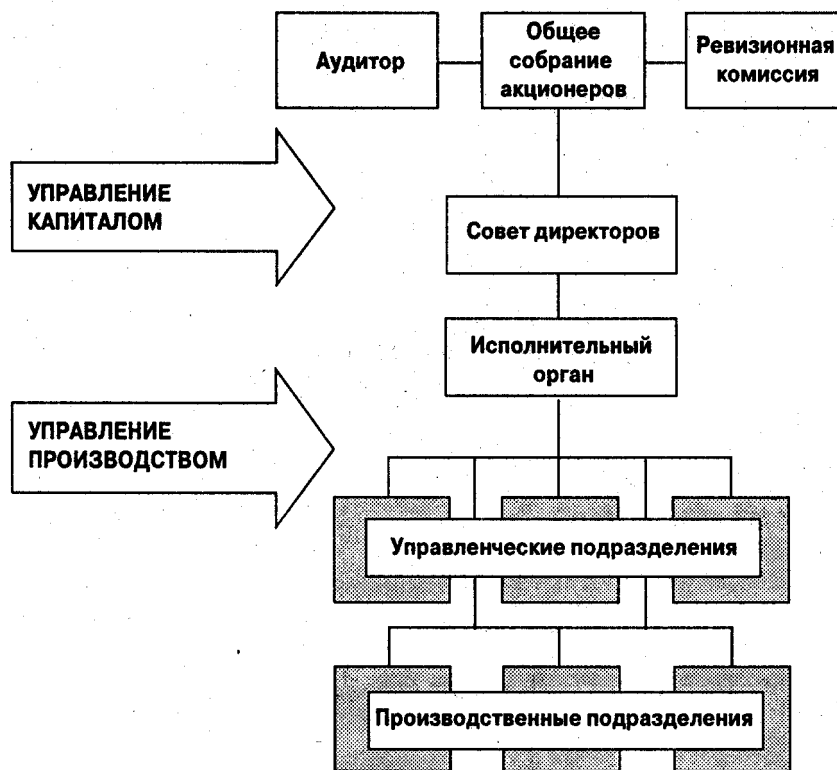 Аудитор
Общее
собрание
акционеров
Ревизионная
комиссия
УПРАВЛЕНИЕ
КАПИТАЛОМ
Совет директоров
Исполнительный
орган
УПРАВЛЕНИЕ
ПРОИЗВОДСТВОМ
Управленческие подразделения
Производственные подразделения